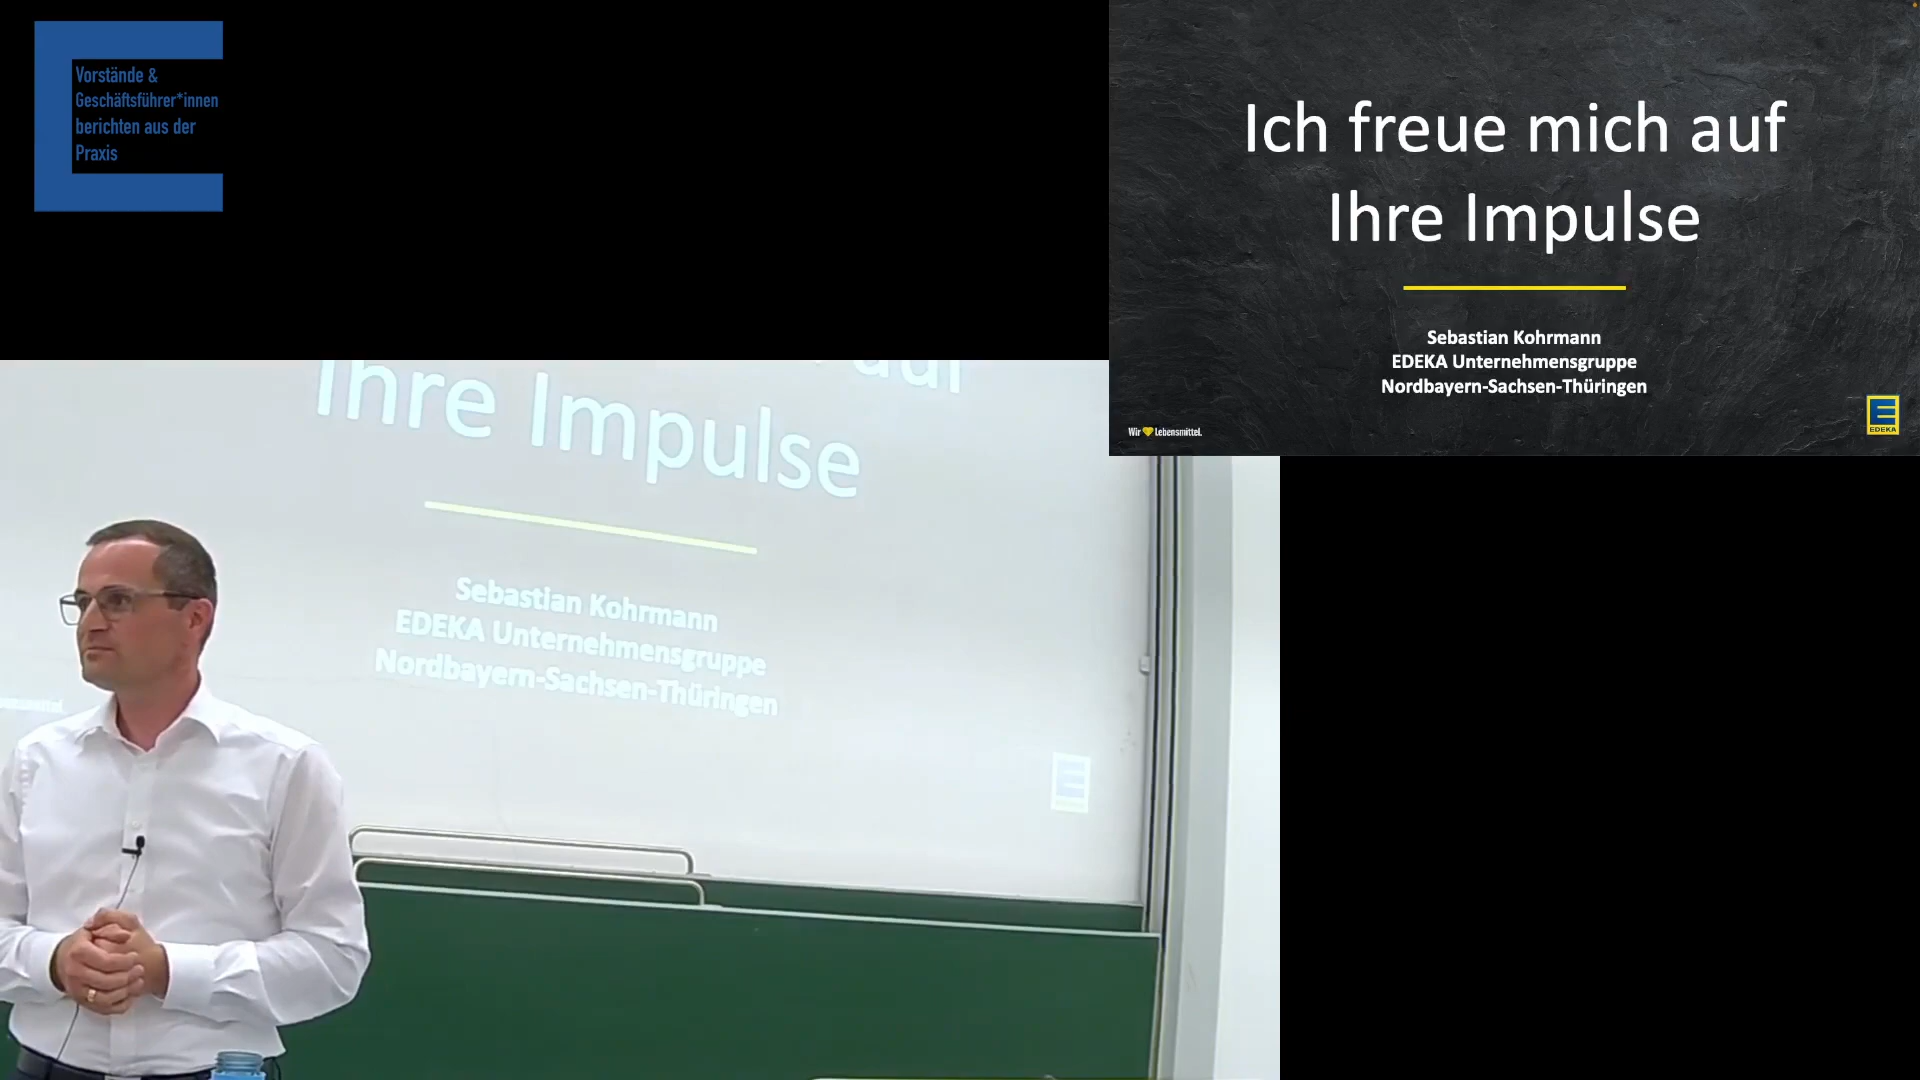 Vorstände &
Geschäftsführer*innen
berichten aus der
Praxis
Ich freue mich auf
Ihre Impulse
Sebastian Kohrmann
EDEKA Unternehmensgruppe
Nordbayern-Sachsen-Thüringen
Wir Lebensmittel.
EDEKA
auf
Ihre Impulse
Sebastian Kohrmann
EDEKA Unternehmensgruppe
Nordbayern-Sachsen-Thüringen